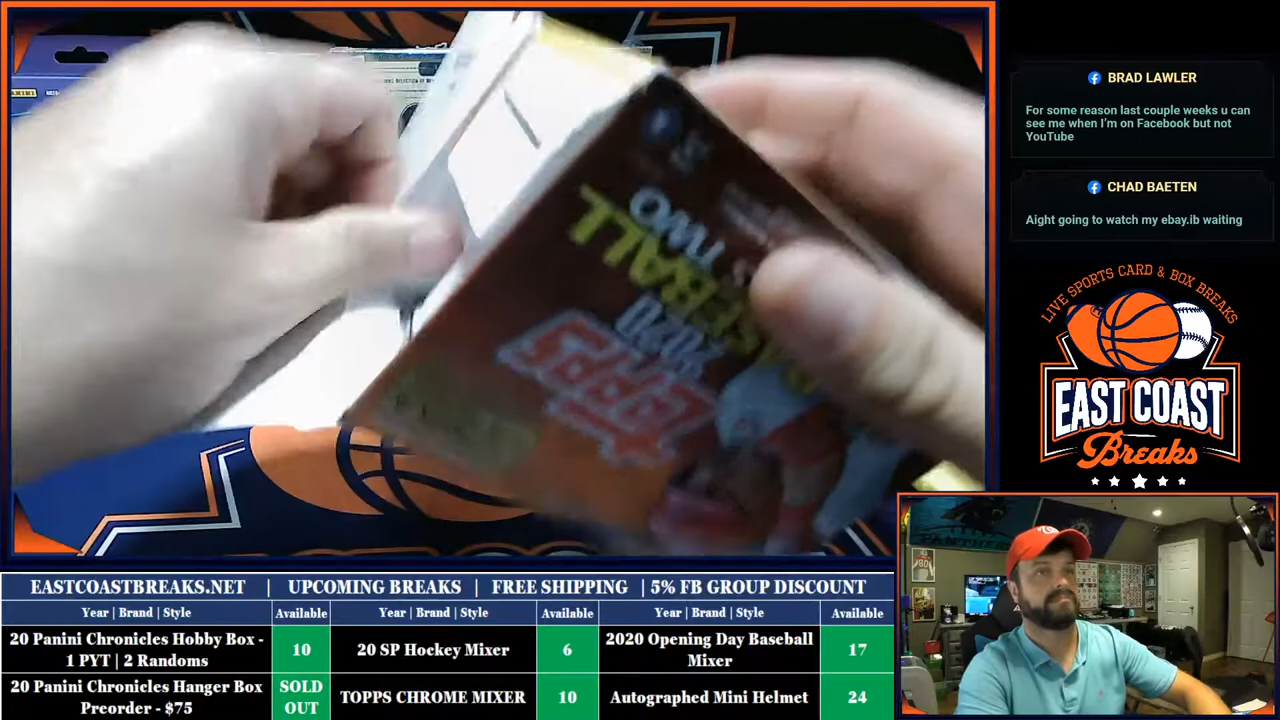 TWO
BALL
2020
TOPPS
BRAD LAWLER
For some reason last couple weeks u can
see me when I'm on Facebook but not
YouTube
CHAD BAETEN
Aight going to watch my ebay.ib waiting
LIVE SPORTS CARD & BOX BREAKS
EAST COAST
Breaks
EASTCOASTBREAKS.NET | UPCOMING BREAKS | FREE SHIPPING | 5% FB GROUP DISCOUNT
Year | Brand | Style Available Year | Brand | Style Available Year | Brand | Style Available
20 Panini Chronicles Hobby Box -
1 PYT | 2 Randoms
10
20 SP Hockey Mixer
6
2020 Opening Day Baseball
Mixer
17
20 Panini Chronicles Hanger Box
Preorder - $75
SOLD
OUT
TOPPS CHROME MIXER
10
Autographed Mini Helmet
24